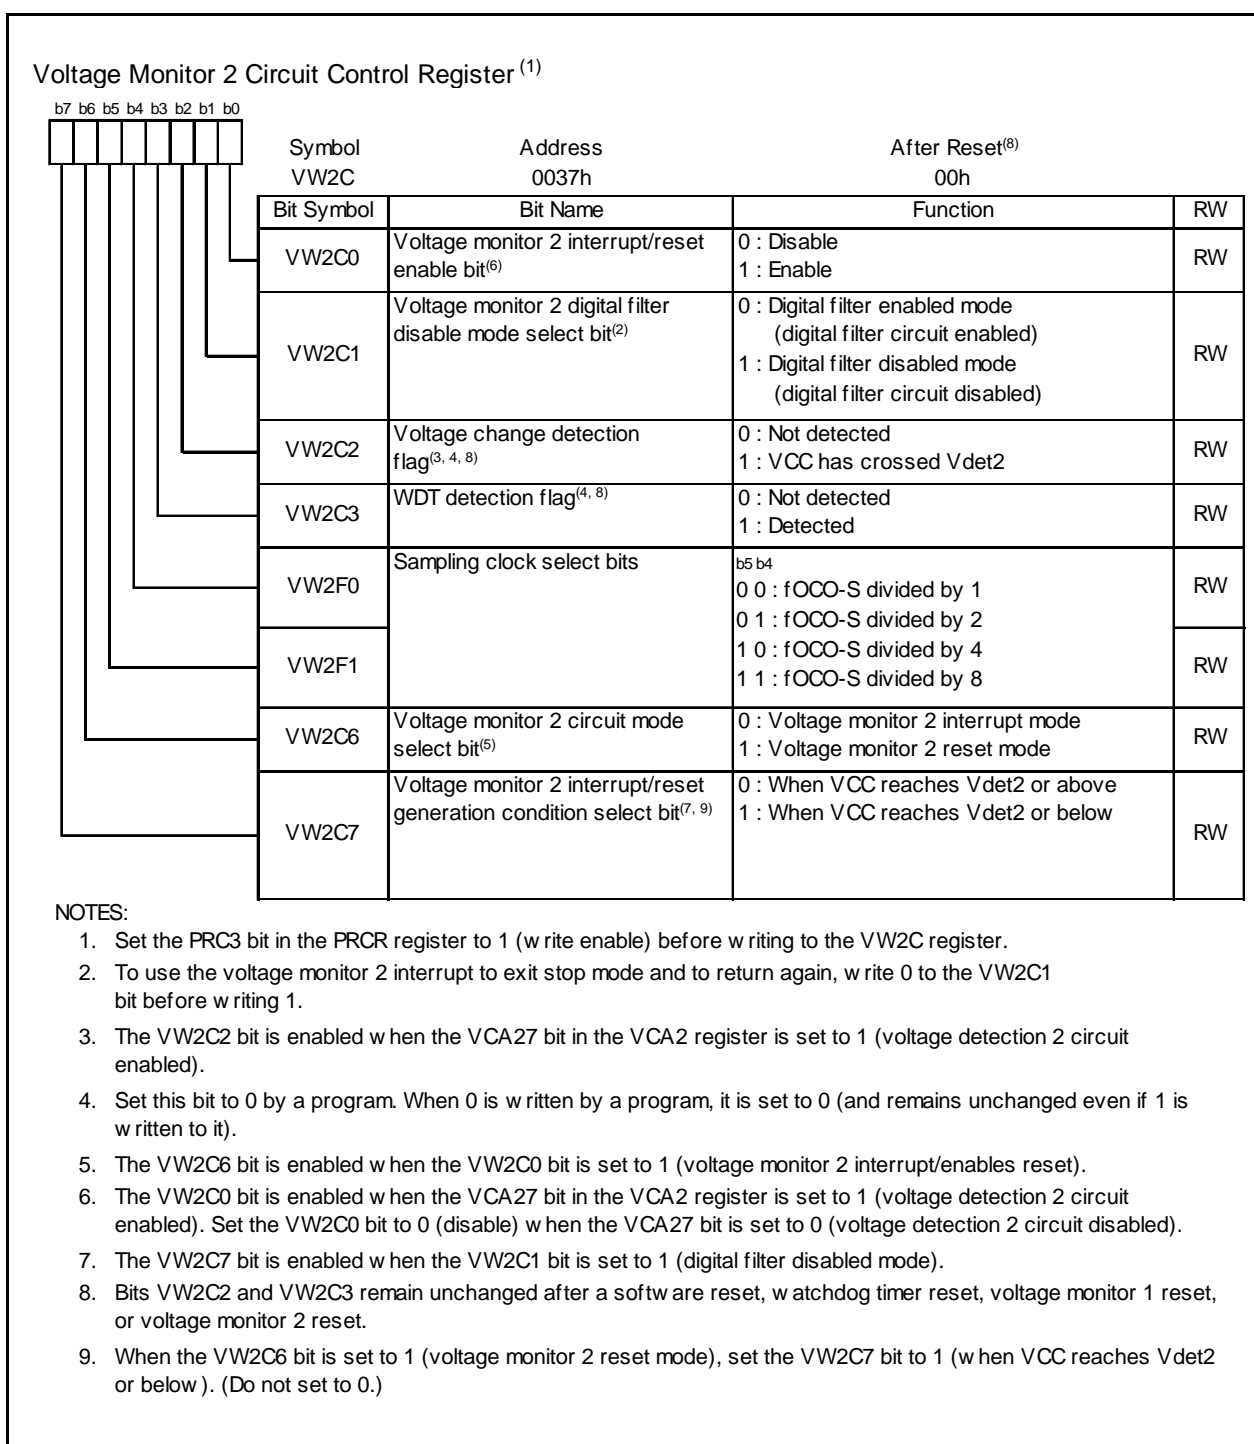 Voltage Monitor 2 Circuit Control Register (1)
b7 b6 b5 b4 b3 b2 b1 b0
Symbol Address After Reset(8)
VW2C 0037h 00h
Bit Symbol Bit Name Function RW
VW2C0 Voltage monitor 2 interrupt/reset enable bit(6) 0 : Disable RW
1 : Enable
VW2C1 Voltage monitor 2 digital filter disable mode select bit(2) 0 : Digital filter enabled mode RW
(digital filter circuit enabled)
1 : Digital filter disabled mode
(digital filter circuit disabled)
VW2C2 Voltage change detection flag(3, 4, 8) 0 : Not detected RW
1 : VCC has crossed Vdet2
VW2C3 WDT detection flag(4, 8) 0 : Not detected RW
1 : Detected
VW2F0 Sampling clock select bits b5 b4 RW
0 0 : fOCO-S divided by 1
0 1 : fOCO-S divided by 2
VW2F1 1 0 : fOCO-S divided by 4 RW
1 1 : fOCO-S divided by 8
VW2C6 Voltage monitor 2 circuit mode select bit(5) 0 : Voltage monitor 2 interrupt mode RW
1 : Voltage monitor 2 reset mode
VW2C7 Voltage monitor 2 interrupt/reset generation condition select bit(7, 9) 0 : When VCC reaches Vdet2 or above RW
1 : When VCC reaches Vdet2 or below
NOTES:
1. Set the PRC3 bit in the PRCR register to 1 (write enable) before writing to the VW2C register.
2. To use the voltage monitor 2 interrupt to exit stop mode and to return again, write 0 to the VW2C1
bit before writing 1.
3. The VW2C2 bit is enabled when the VCA27 bit in the VCA2 register is set to 1 (voltage detection 2 circuit
enabled).
4. Set this bit to 0 by a program. When 0 is written by a program, it is set to 0 (and remains unchanged even if 1 is
written to it).
5. The VW2C6 bit is enabled when the VW2C0 bit is set to 1 (voltage monitor 2 interrupt/enables reset).
6. The VW2C0 bit is enabled when the VCA27 bit in the VCA2 register is set to 1 (voltage detection 2 circuit
enabled). Set the VW2C0 bit to 0 (disable) when the VCA27 bit is set to 0 (voltage detection 2 circuit disabled).
7. The VW2C7 bit is enabled when the VW2C1 bit is set to 1 (digital filter disabled mode).
8. Bits VW2C2 and VW2C3 remain unchanged after a software reset, watchdog timer reset, voltage monitor 1 reset,
or voltage monitor 2 reset.
9. When the VW2C6 bit is set to 1 (voltage monitor 2 reset mode), set the VW2C7 bit to 1 (when VCC reaches Vdet2
or below). (Do not set to 0.)